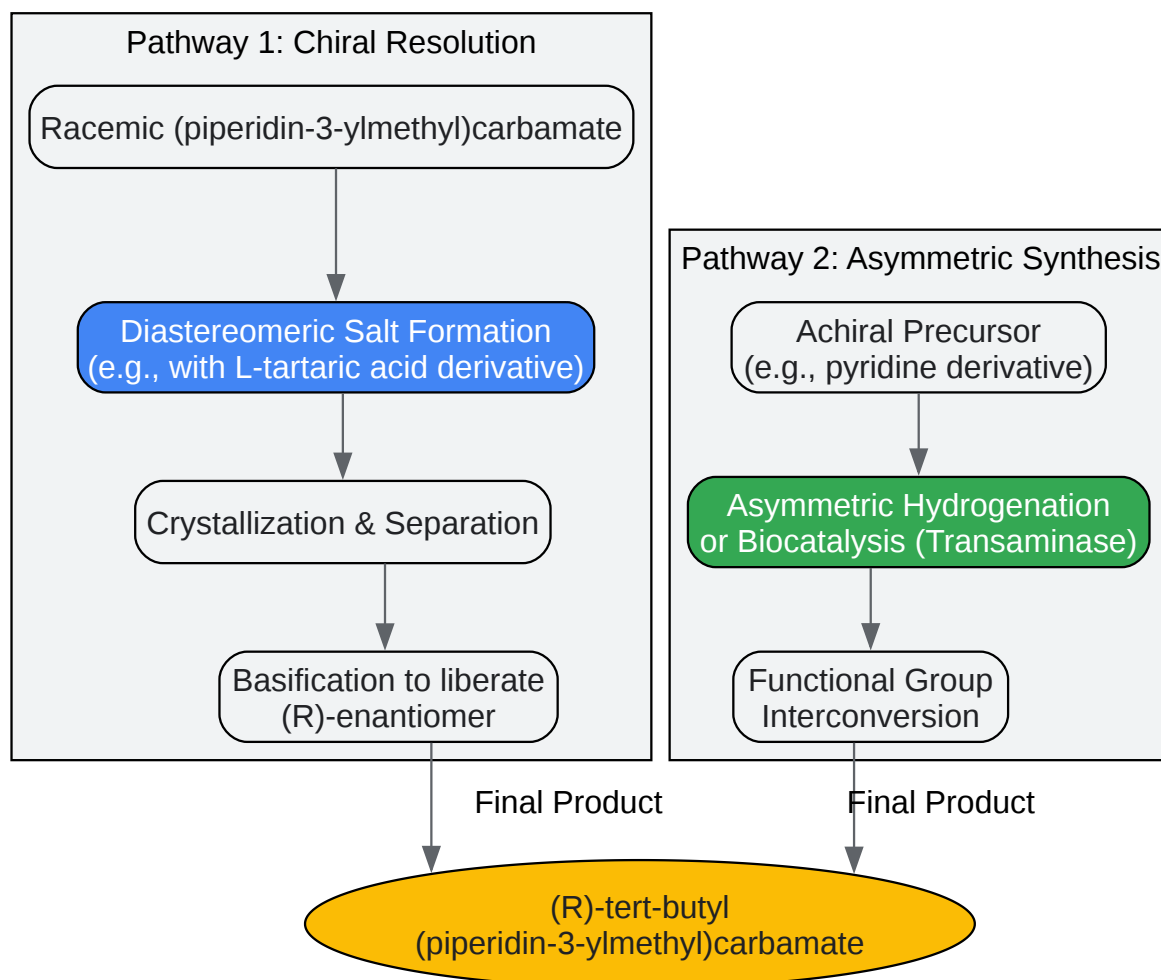 Pathway 1: Chiral Resolution
Racemic (piperidin-3-ylmethyl)carbamate
Diastereomeric Salt Formation
(e.g., with L-tartaric acid derivative)
Crystallization & Separation
Basification to liberate
(R)-enantiomer
Final Product
Pathway 2: Asymmetric Synthesis
Achiral Precursor
(e.g., pyridine derivative)
Asymmetric Hydrogenation
or Biocatalysis (Transaminase)
Functional Group
Interconversion
Final Product
(R)-tert-butyl
(piperidin-3-ylmethyl)carbamate